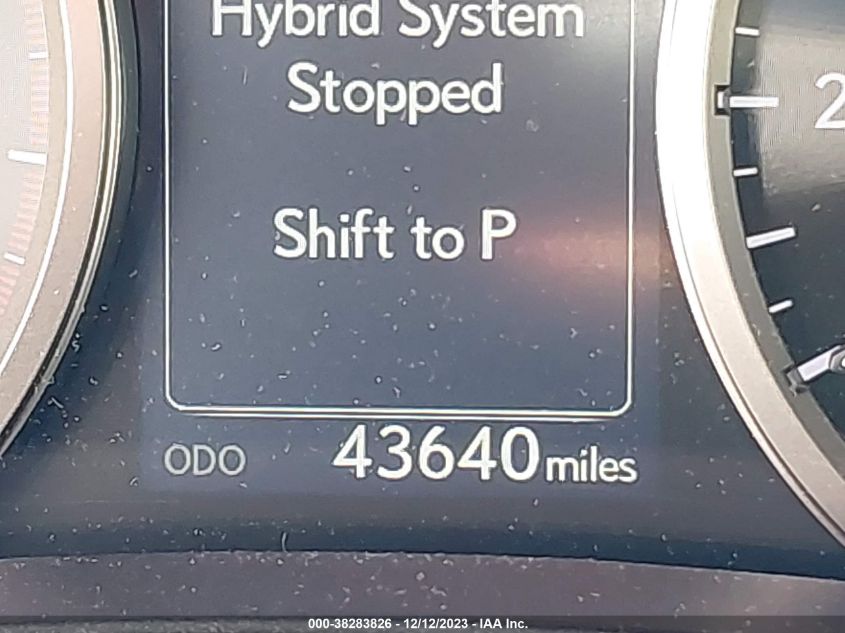 Hybrid System
Stopped
Shift to P
2
ODO 43640 miles
000-38283826 - 12/12/2023 - IAA Inc.